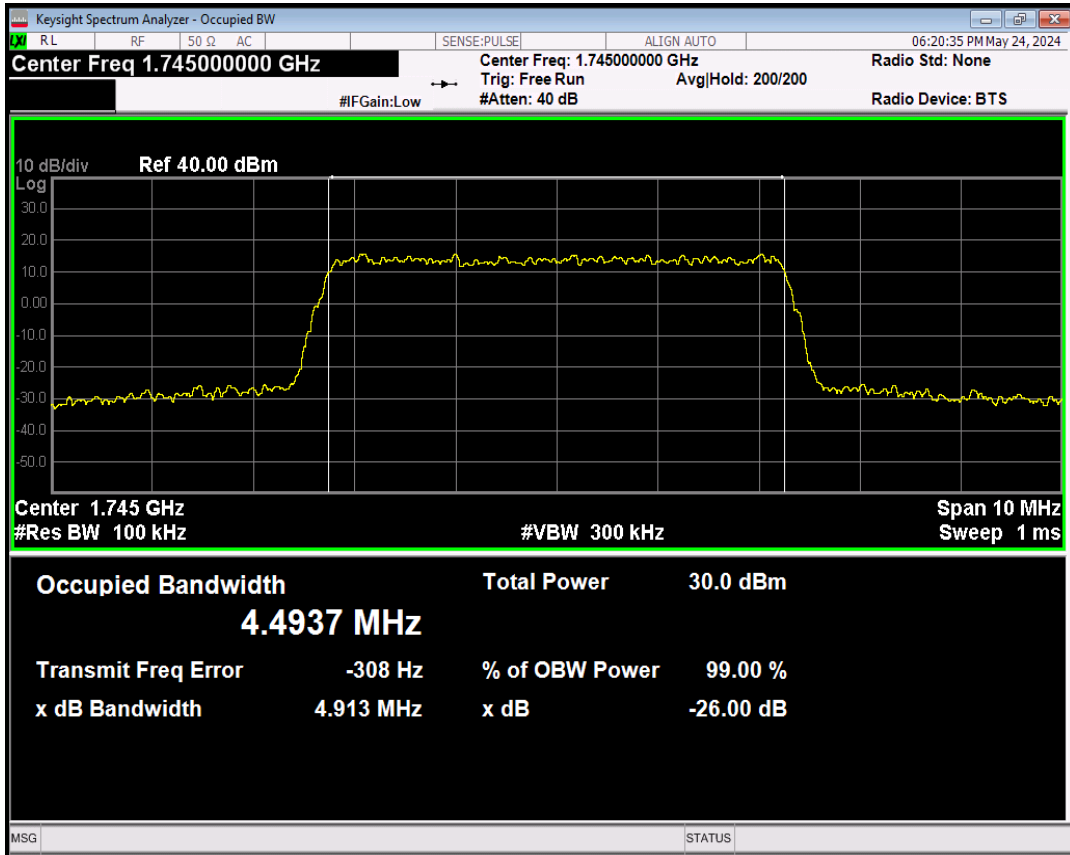 Keysight Spectrum Analyzer - Occupied BW
LXI RL RF 50 Ω AC SENSE:PULSE ALIGN AUTO 06:20:35 PM May 24, 2024
Center Freq 1.745000000 GHz Center Freq: 1.745000000 GHz Radio Std: None
Trig: Free Run Avg|Hold: 200/200
#IFGain:Low #Atten: 40 dB Radio Device: BTS
10 dB/div Ref 40.00 dBm
Log
30.0
20.0
10.0
0.00
-10.0
-20.0
-30.0
-40.0
-50.0
Center 1.745 GHz Span 10 MHz
#Res BW 100 kHz #VBW 300 kHz Sweep 1 ms
Occupied Bandwidth Total Power 30.0 dBm
4.4937 MHz
Transmit Freq Error -308 Hz % of OBW Power 99.00 %
x dB Bandwidth 4.913 MHz x dB -26.00 dB
MSG STATUS